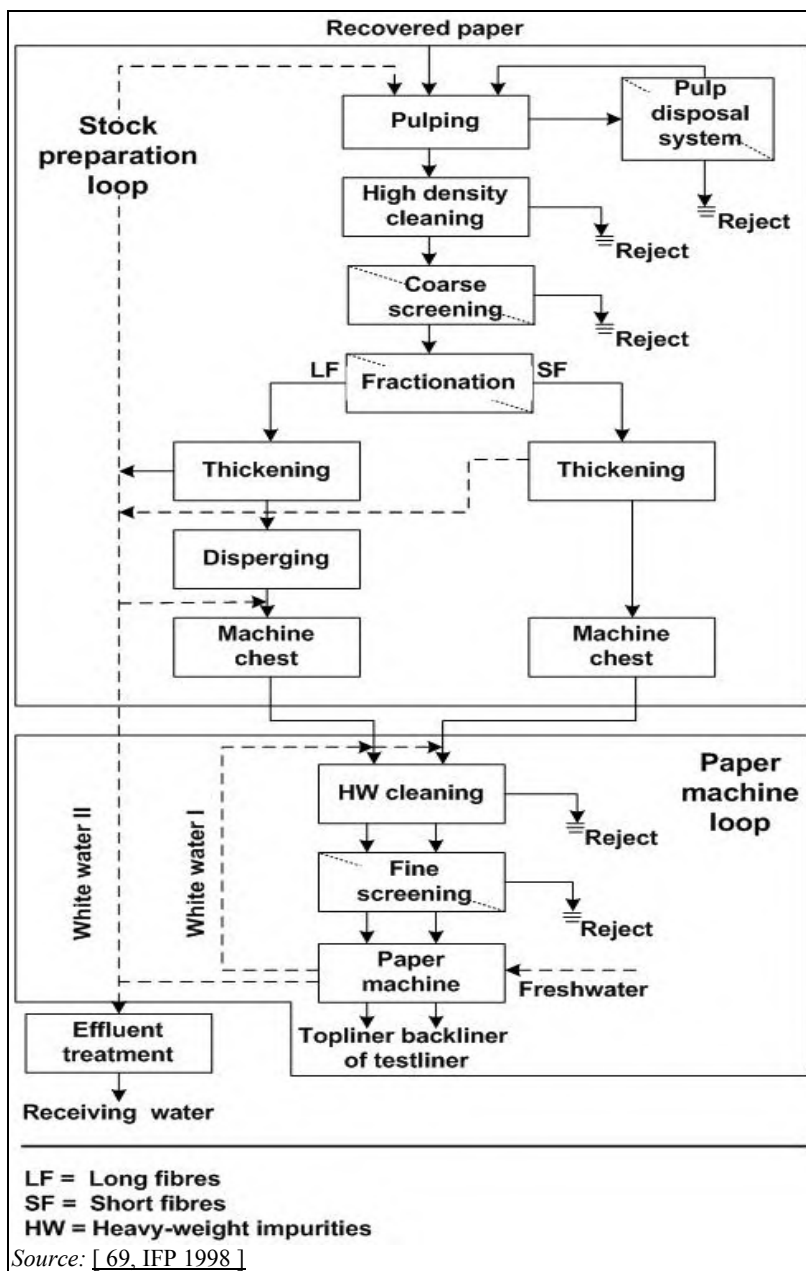 Recovered paper
Stock
preparation
loop
Pulping
Pulp
disposal
system
Reject
High density
cleaning
Reject
Coarse
screening
Reject
LF
Fractionation
SF
Thickening
Thickening
Disperging
Machine
chest
Machine
chest
White water II
White water I
HW cleaning
Paper
machine
loop
Reject
Fine
screening
Reject
Paper
machine
Freshwater
Effluent
treatment
Topliner backliner
of testliner
Receiving water
LF = Long fibres
SF = Short fibres
HW = Heavy-weight impurities
Source: [ 69, IFP 1998 ]